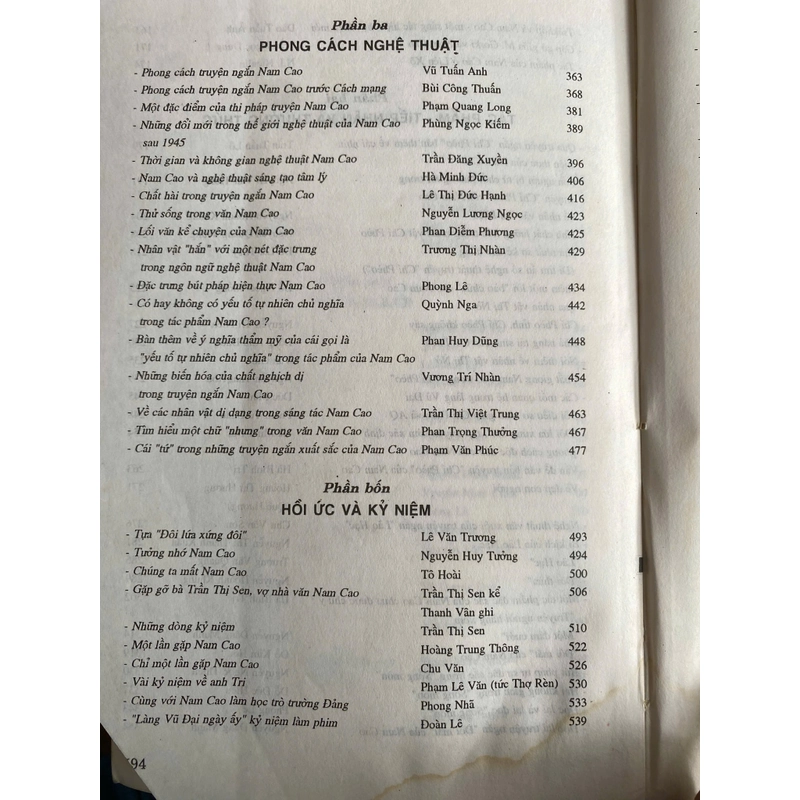 Phần ba
PHONG CÁCH NGHỆ THUẬT
- Phong cách truyện ngắn Nam Cao Vũ Tuấn Anh 363
- Phong cách truyện ngắn Nam Cao trước Cách mạng Bùi Công Thuấn 368
- Một đặc điểm của thi pháp truyện Nam Cao Phạm Quang Long 381
- Những đổi mới trong thế giới nghệ thuật của Nam Cao Phùng Ngọc Kiếm 389
sau 1945
- Thời gian và không gian nghệ thuật Nam Cao Trần Đăng Xuyền 396
- Nam Cao và nghệ thuật sáng tạo tâm lý Hà Minh Đức 406
- Chất hài trong truyện ngắn Nam Cao Lê Thị Đức Hạnh 416
- Thử sống trong văn Nam Cao Nguyễn Lương Ngọc 423
- Lối văn kể chuyện của Nam Cao Phan Diễm Phương 425
- Nhân vật "hắn" với một nét đặc trưng Trương Thị Nhàn 429
trong ngôn ngữ nghệ thuật Nam Cao
- Đặc trưng bút pháp hiện thực Nam Cao Phong Lê 434
- Có hay không có yếu tố tự nhiên chủ nghĩa Quỳnh Nga 442
trong tác phẩm Nam Cao ?
- Bàn thêm về ý nghĩa thẩm mỹ của cái gọi là Phan Huy Dũng 448
"yếu tố tự nhiên chủ nghĩa" trong tác phẩm của Nam Cao
- Những biến hóa của chất nghịch dị Vương Trí Nhàn 454
trong truyện ngắn Nam Cao
- Về các nhân vật dị dạng trong sáng tác Nam Cao Trần Thị Việt Trung 463
- Tìm hiểu một chữ "nhưng" trong văn Nam Cao Phan Trọng Thưởng 467
- Cái "tứ" trong những truyện ngắn xuất sắc của Nam Cao Phạm Văn Phúc 477
Phần bốn
HỒI ỨC VÀ KỶ NIỆM
- Tựa "Đôi lứa xứng đôi" Lê Văn Trương 493
- Tưởng nhớ Nam Cao Nguyễn Huy Tưởng 494
- Chúng ta mất Nam Cao Tô Hoài 500
- Gặp gỡ bà Trần Thị Sen, vợ nhà văn Nam Cao Trần Thị Sen kể 506
Thanh Vân ghi
- Những dòng kỷ niệm Trần Thị Sen 510
- Một lần gặp Nam Cao Hoàng Trung Thông 522
- Chỉ một lần gặp Nam Cao Chu Văn 526
- Vài kỷ niệm về anh Tri Phạm Lê Văn (tức Thợ Rèn) 530
- Cùng với Nam Cao làm học trò trường Đảng Phong Nhã 533
- "Làng Vũ Đại ngày ấy" kỷ niệm làm phim Đoàn Lê 539
594